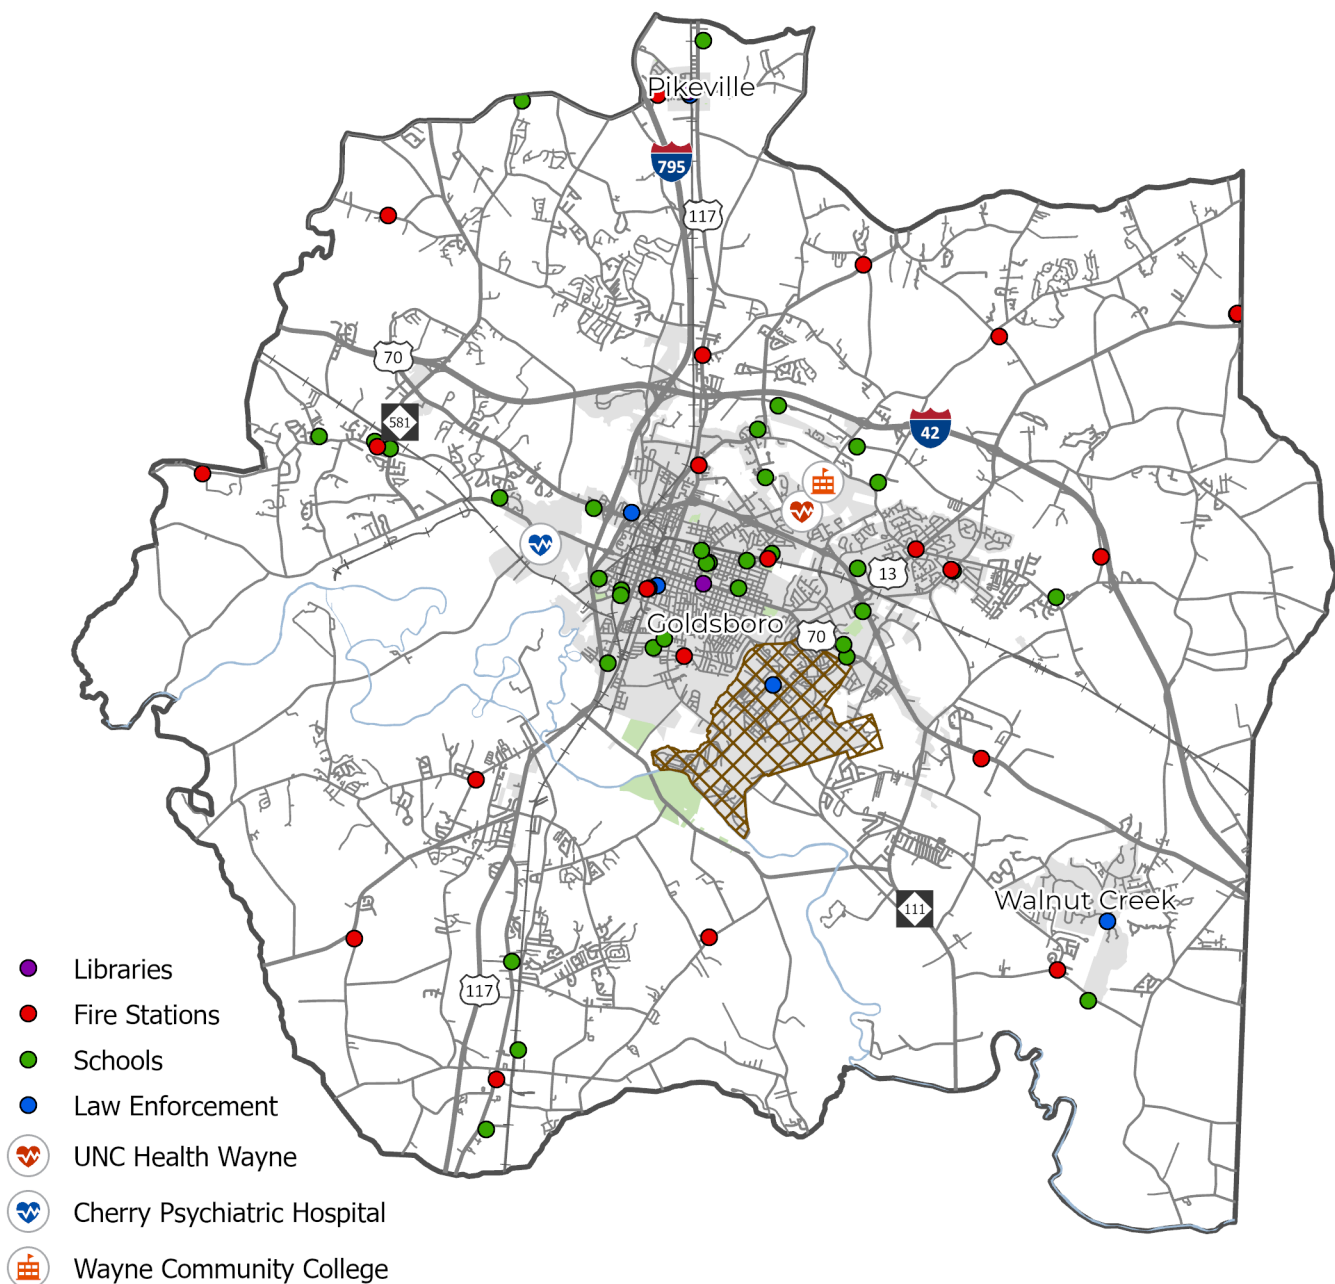 Pikeville
795
117
70
581
42
13
Goldsboro
70
Walnut Creek
111
117
Libraries
Fire Stations
Schools
Law Enforcement
UNC Health Wayne
Cherry Psychiatric Hospital
Wayne Community College